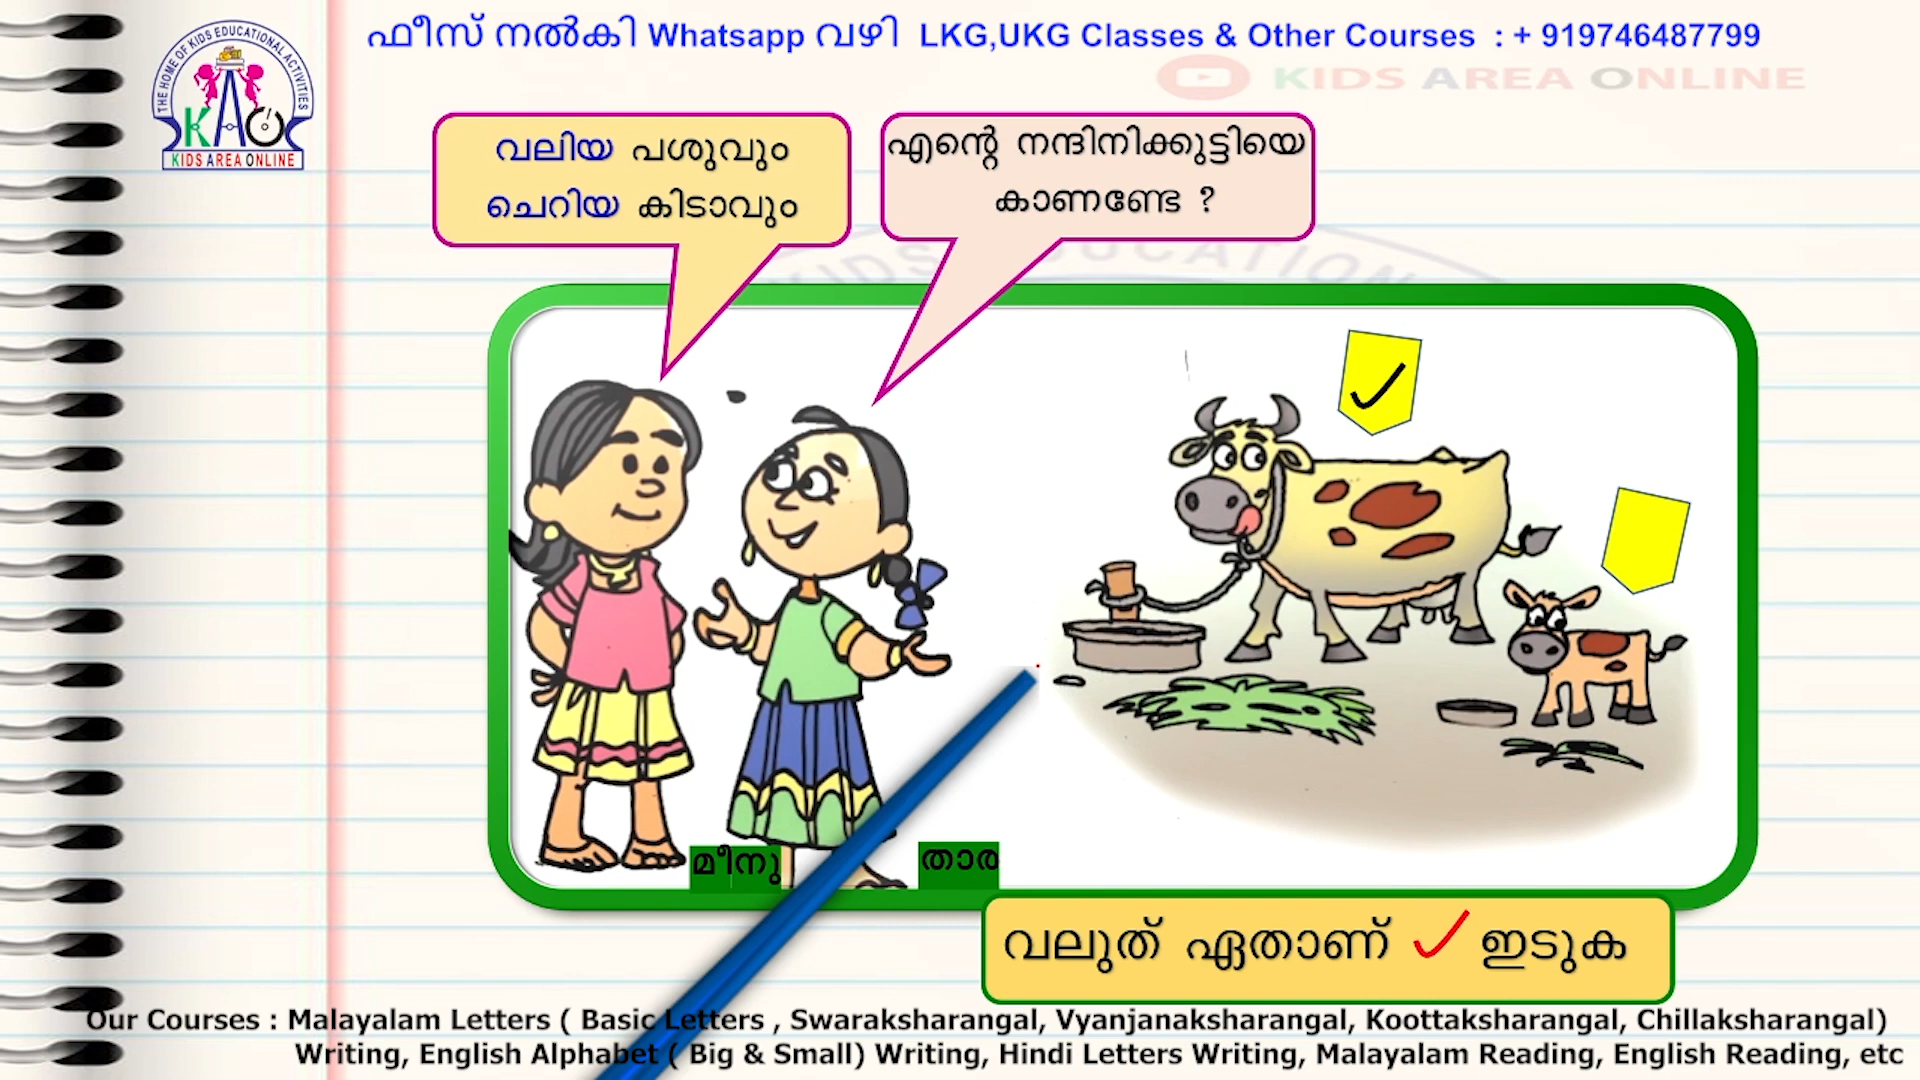 ഫീസ് നൽകി Whatsapp വഴി LKG,UKG Classes & Other Courses : + 919746487799
KIDS AREA ONLINE
THE HOME OF KIDS EDUCATIONAL ACTIVITIES
KAO
KIDS AREA ONLINE
വലിയ പശുവും
ചെറിയ കിടാവും
എന്റെ നന്ദിനിക്കുട്ടിയെ
കാണണ്ടേ ?
KIDS EDUCATION
മീനു
താര
വലുത് ഏതാണ് ✓ ഇടുക
Our Courses : Malayalam Letters ( Basic Letters , Swaraksharangal, Vyanjanaksharangal, Koottaksharangal, Chillaksharangal)
Writing, English Alphabet ( Big & Small) Writing, Hindi Letters Writing, Malayalam Reading, English Reading, etc